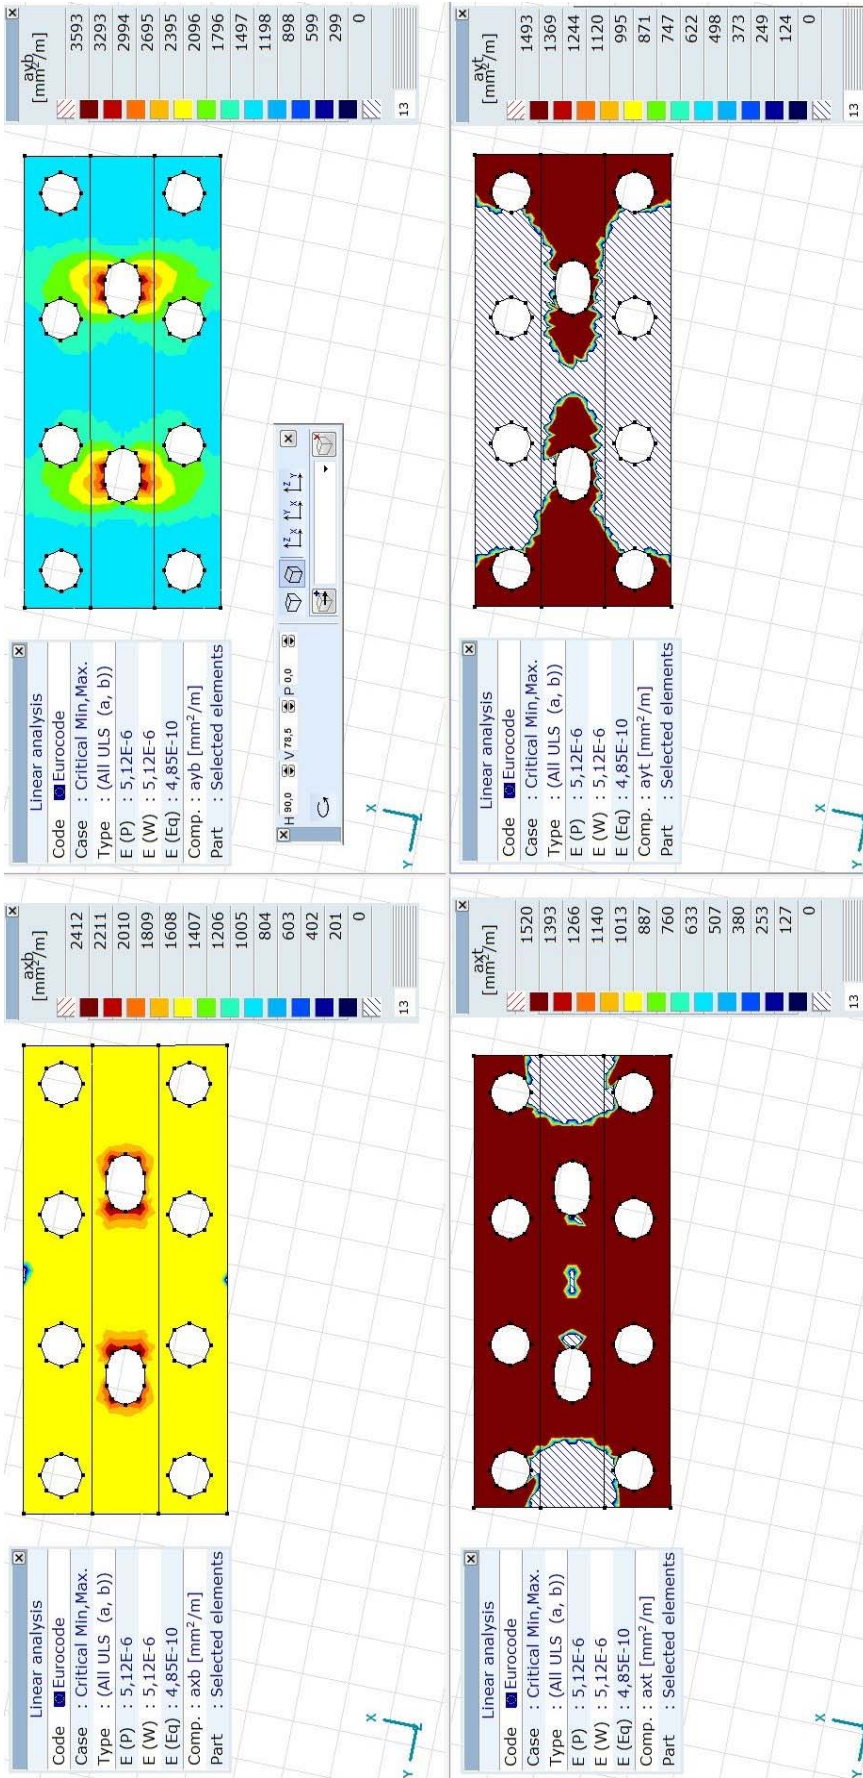 Linear analysis
Code Eurocode
Case : Critical Min,Max.
Type : (All ULS (a, b))
E (P) : 5,12E-6
E (W) : 5,12E-6
E (Eq) : 4,85E-10
Comp. : axb [mm²/m]
Part : Selected elements
axb
[mm²/m]
2412
2211
2010
1809
1608
1407
1206
1005
804
603
402
201
0
13
X
Y
Linear analysis
Code Eurocode
Case : Critical Min,Max.
Type : (All ULS (a, b))
E (P) : 5,12E-6
E (W) : 5,12E-6
E (Eq) : 4,85E-10
Comp. : ayb [mm²/m]
Part : Selected elements
ayb
[mm²/m]
3593
3293
2994
2695
2395
2096
1796
1497
1198
898
599
299
0
13
H 90,0 V 78,5 P 0,0
Z X Y X Z Y
X
Y
Linear analysis
Code Eurocode
Case : Critical Min,Max.
Type : (All ULS (a, b))
E (P) : 5,12E-6
E (W) : 5,12E-6
E (Eq) : 4,85E-10
Comp. : axt [mm²/m]
Part : Selected elements
axt
[mm²/m]
1520
1393
1266
1140
1013
887
760
633
507
380
253
127
0
13
X
Y
Linear analysis
Code Eurocode
Case : Critical Min,Max.
Type : (All ULS (a, b))
E (P) : 5,12E-6
E (W) : 5,12E-6
E (Eq) : 4,85E-10
Comp. : ayt [mm²/m]
Part : Selected elements
ayt
[mm²/m]
1493
1369
1244
1120
995
871
747
622
498
373
249
124
0
13
X
Y